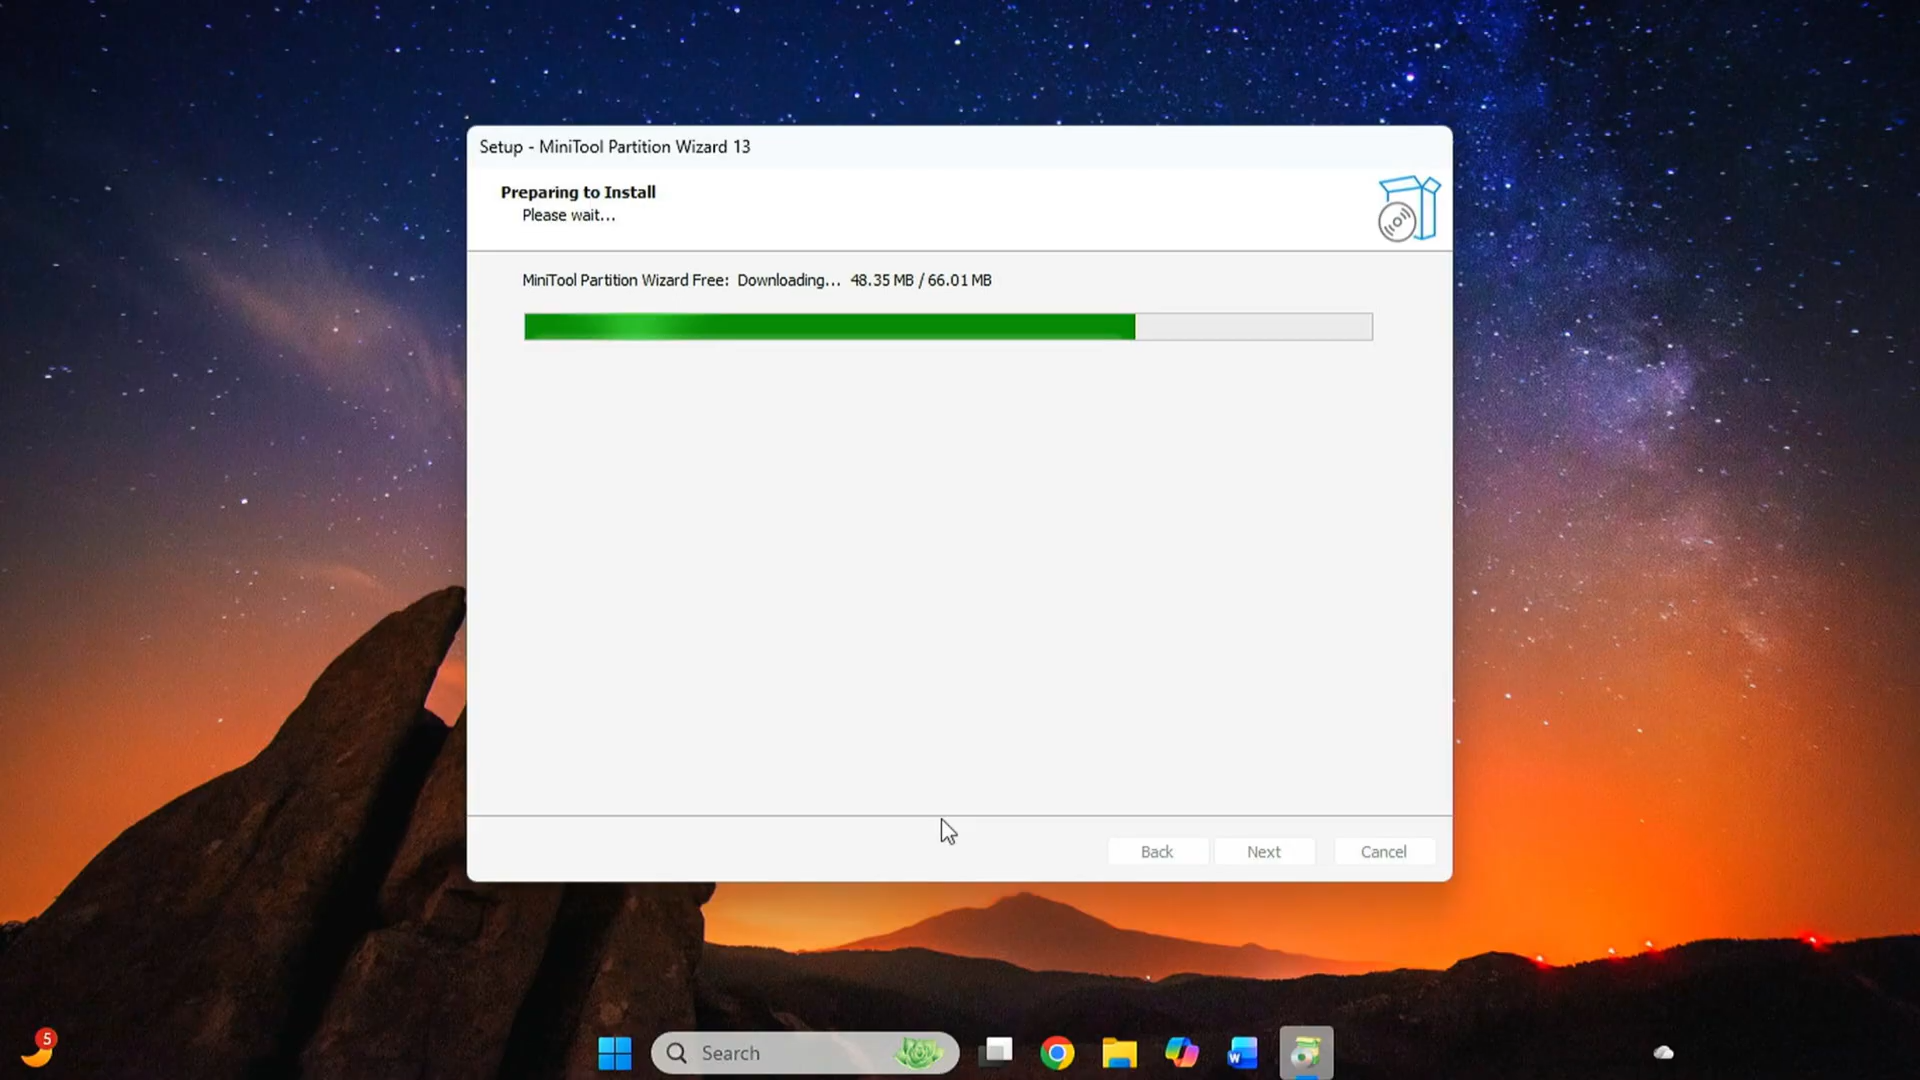 Setup - MiniTool Partition Wizard 13
Preparing to Install
Please wait...
MiniTool Partition Wizard Free: Downloading... 48.35 MB / 66.01 MB
Back Next Cancel
5
Search
W